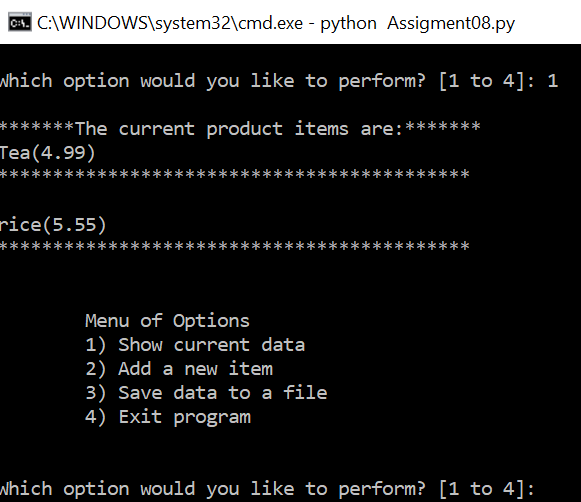 C:\WINDOWS\system32\cmd.exe - python  Assigment08.py
Which option would you like to perform? [1 to 4]: 1
*******The current product items are:*******
Tea(4.99)
*******************************************
rice(5.55)
*******************************************
Menu of Options
1) Show current data
2) Add a new item
3) Save data to a file
4) Exit program
Which option would you like to perform? [1 to 4]: